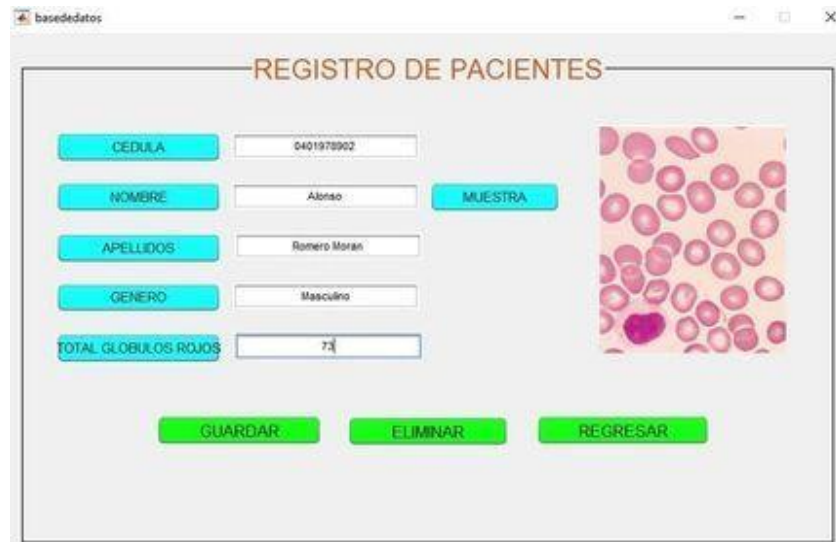 basededatos
REGISTRO DE PACIENTES
CEDULA 0401978902
NOMBRE Alonso MUESTRA
APELLIDOS Romero Moran
GENERO Masculino
TOTAL GLOBULOS ROJOS 73
GUARDAR ELIMINAR REGRESAR